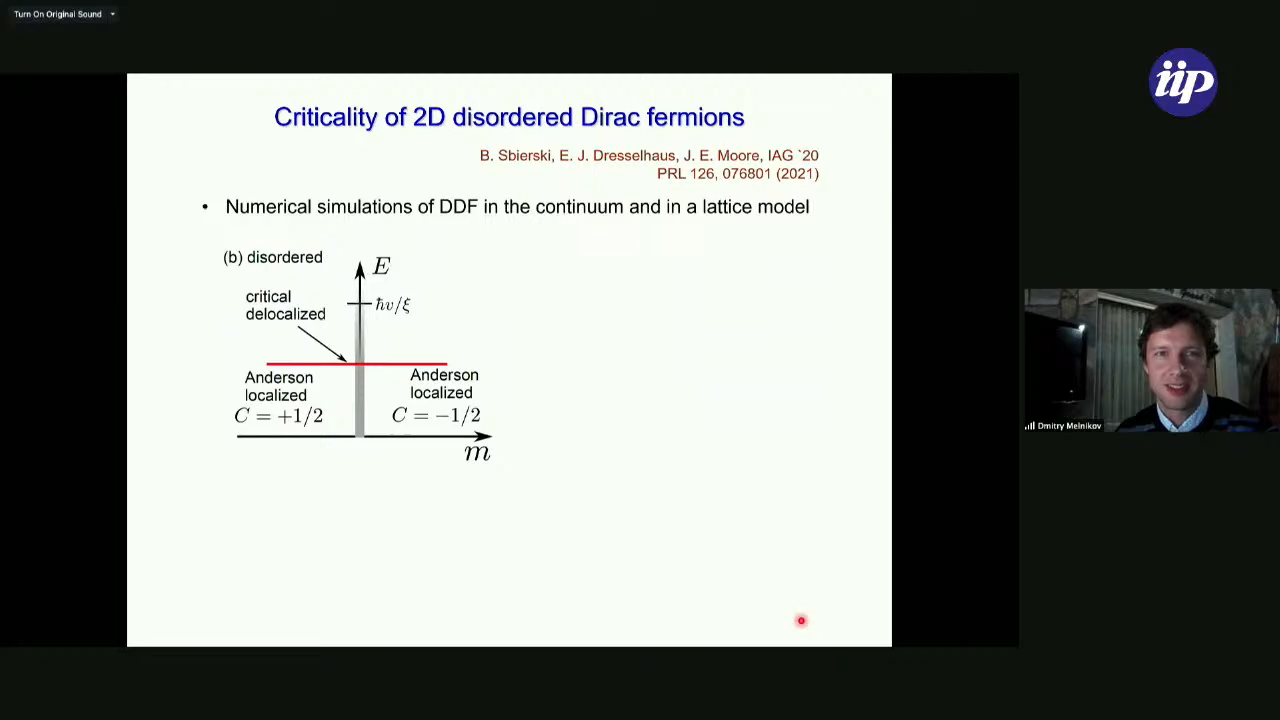 Turn On Original Sound
iip
Criticality of 2D disordered Dirac fermions
B. Sbierski, E. J. Dresselhaus, J. E. Moore, IAG `20
PRL 126, 076801 (2021)
• Numerical simulations of DDF in the continuum and in a lattice model
(b) disordered
E
critical
delocalized
ħv/ξ
Anderson
localized
C = +1/2
Anderson
localized
C = −1/2
m
Dmitry Melnikov